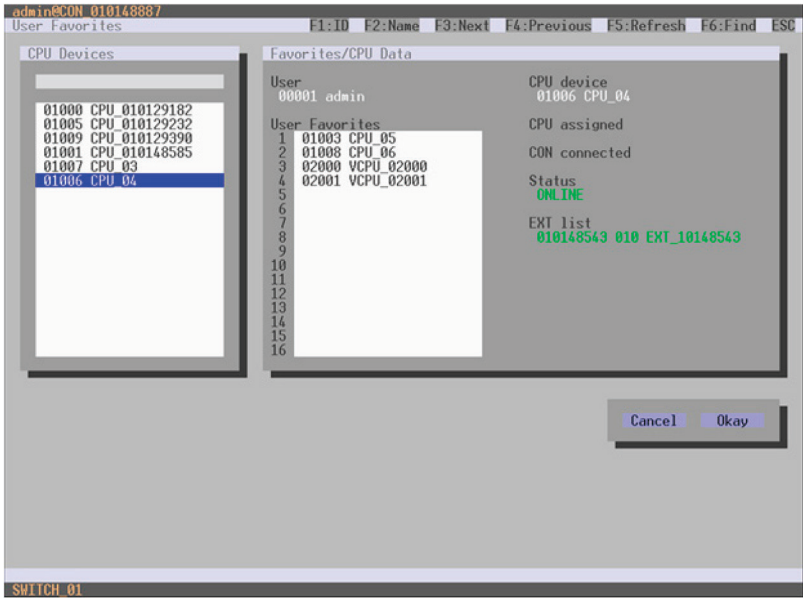 admin@CON_010148887
User Favorites F1:ID F2:Name F3:Next F4:Previous F5:Refresh F6:Find ESC
CPU Devices
01000 CPU_010129182
01005 CPU_010129232
01009 CPU_010129390
01001 CPU_010148585
01007 CPU_03
01006 CPU_04
Favorites/CPU Data
User
00001 admin
User Favorites
1 01003 CPU_05
2 01008 CPU_06
3 02000 VCPU_02000
4 02001 VCPU_02001
5
6
7
8
9
10
11
12
13
14
15
16
CPU device
01006 CPU_04
CPU assigned
CON connected
Status
ONLINE
EXT list
010148543 010 EXT_10148543
Cancel Okay
SWITCH_01